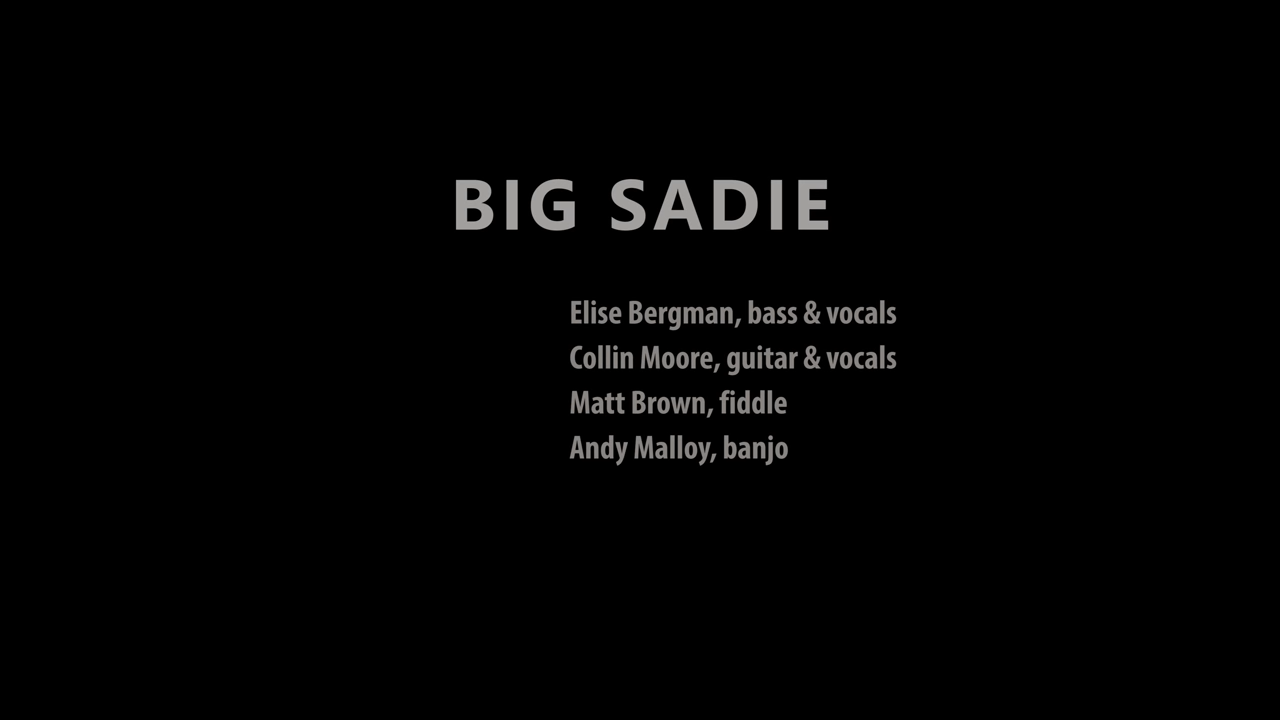 BIG SADIE
Elise Bergman, bass & vocals
Collin Moore, guitar & vocals
Matt Brown, fiddle
Andy Malloy, banjo